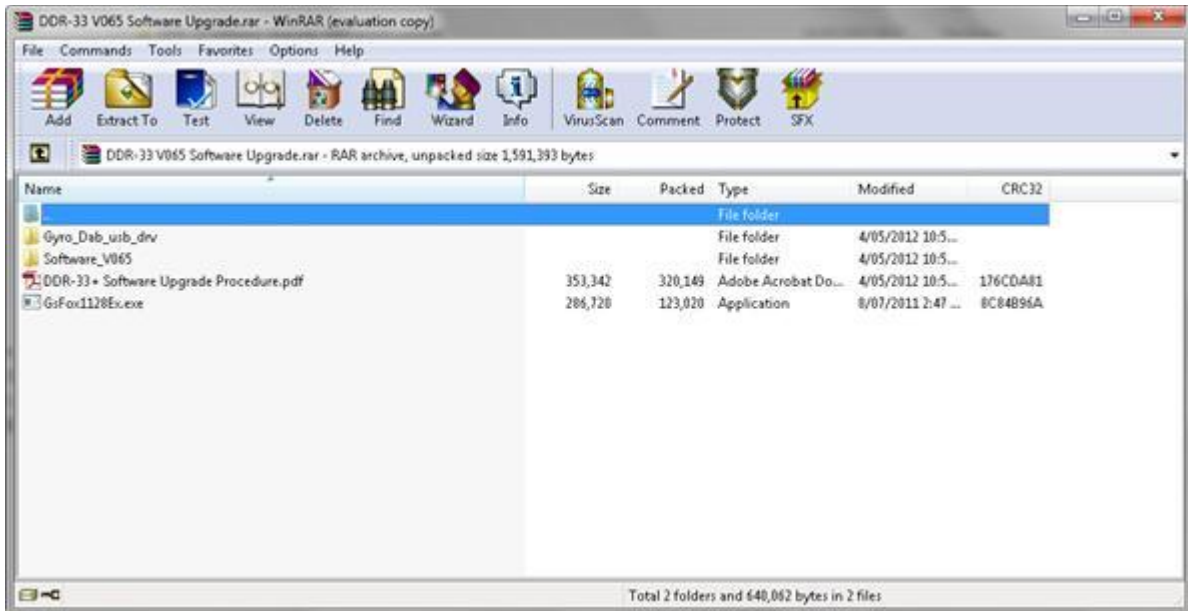 DDR-33 V065 Software Upgrade.rar - WinRAR (evaluation copy)
File Commands Tools Favorites Options Help
Add Extract To Test View Delete Find Wizard Info VirusScan Comment Protect SFX
DDR-33 V065 Software Upgrade.rar - RAR archive, unpacked size 1,591,393 bytes
Name Size Packed Type Modified CRC32
.. File folder
Gyro_Dab_usb_drv File folder 4/05/2012 10:5...
Software_V065 File folder 4/05/2012 10:5...
DDR-33+ Software Upgrade Procedure.pdf 353,342 320,149 Adobe Acrobat Do... 4/05/2012 10:5... 176CDA81
GsFox1128Ex.exe 286,720 123,020 Application 8/07/2011 2:47 ... 8C84B96A
Total 2 folders and 640,062 bytes in 2 files